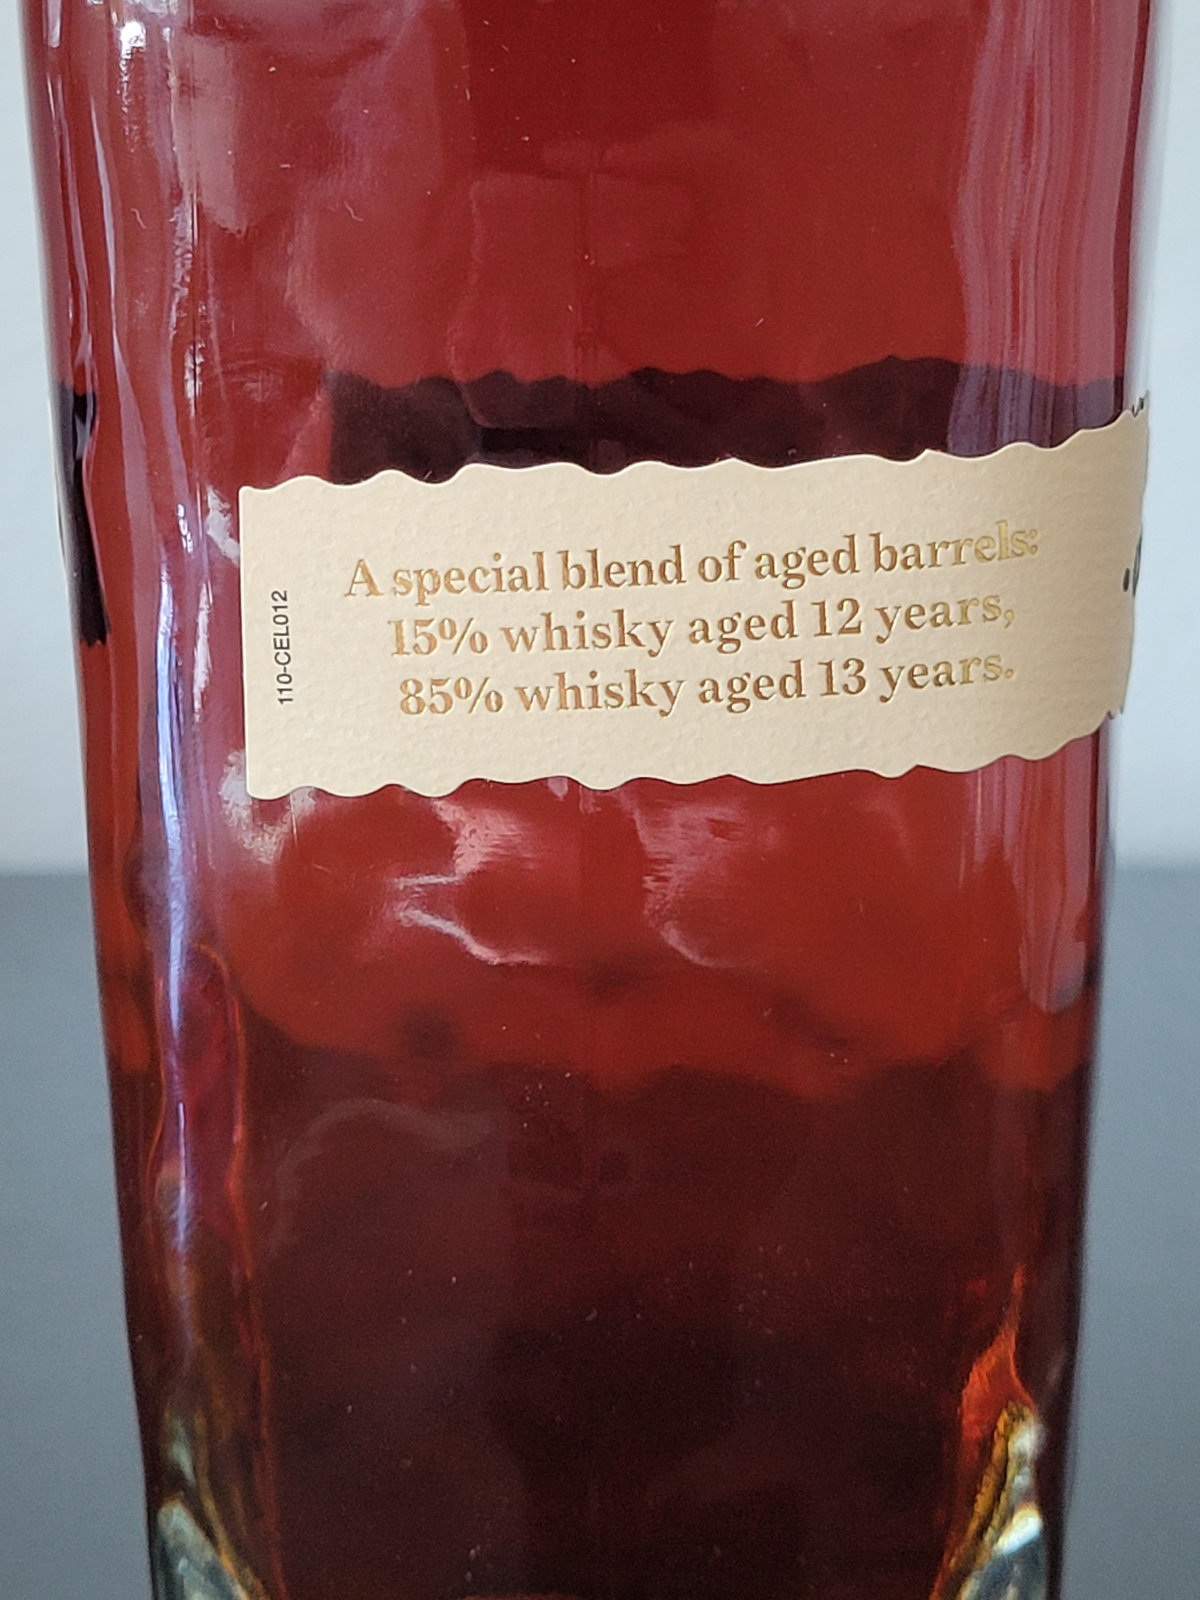 A special blend of aged barrels:
15% whisky aged 12 years,
85% whisky aged 13 years.
110-CEL012